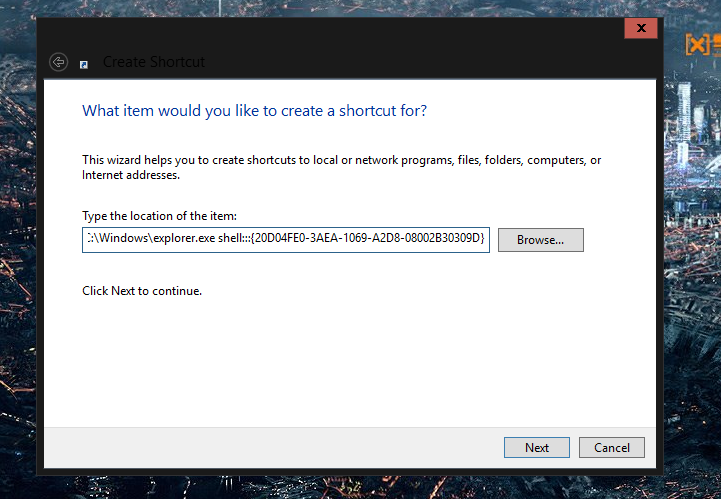 Create Shortcut
What item would you like to create a shortcut for?
This wizard helps you to create shortcuts to local or network programs, files, folders, computers, or
Internet addresses.
Type the location of the item:
:\Windows\explorer.exe shell:::{20D04FE0-3AEA-1069-A2D8-08002B30309D}
Browse...
Click Next to continue.
Next
Cancel